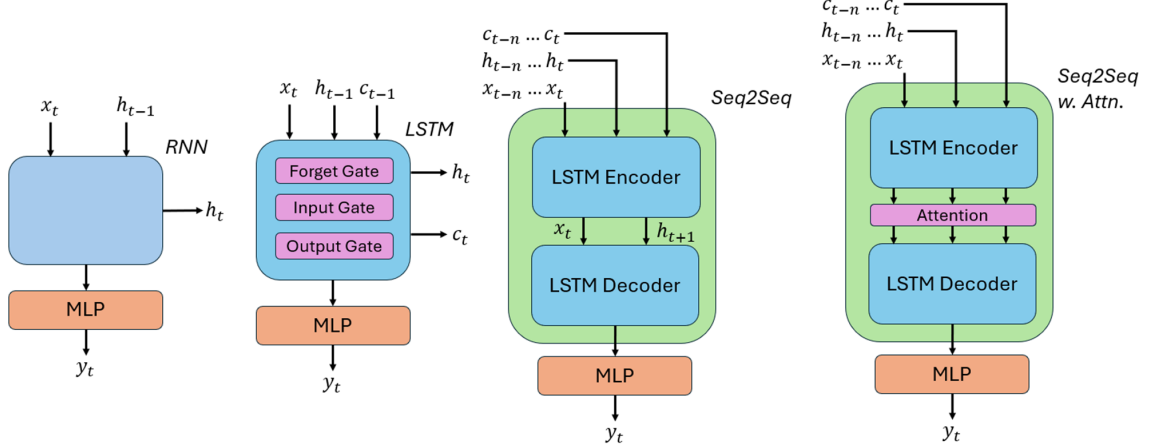 x_t h_{t−1}
RNN
h_t
MLP
y_t
x_t h_{t−1} c_{t−1}
LSTM
Forget Gate
Input Gate
Output Gate
h_t
c_t
MLP
y_t
c_{t−n} … c_t
h_{t−n} … h_t
x_{t−n} … x_t
Seq2Seq
LSTM Encoder
x_t h_{t+1}
LSTM Decoder
MLP
y_t
c_{t−n} … c_t
h_{t−n} … h_t
x_{t−n} … x_t
Seq2Seq
w. Attn.
LSTM Encoder
Attention
LSTM Decoder
MLP
y_t